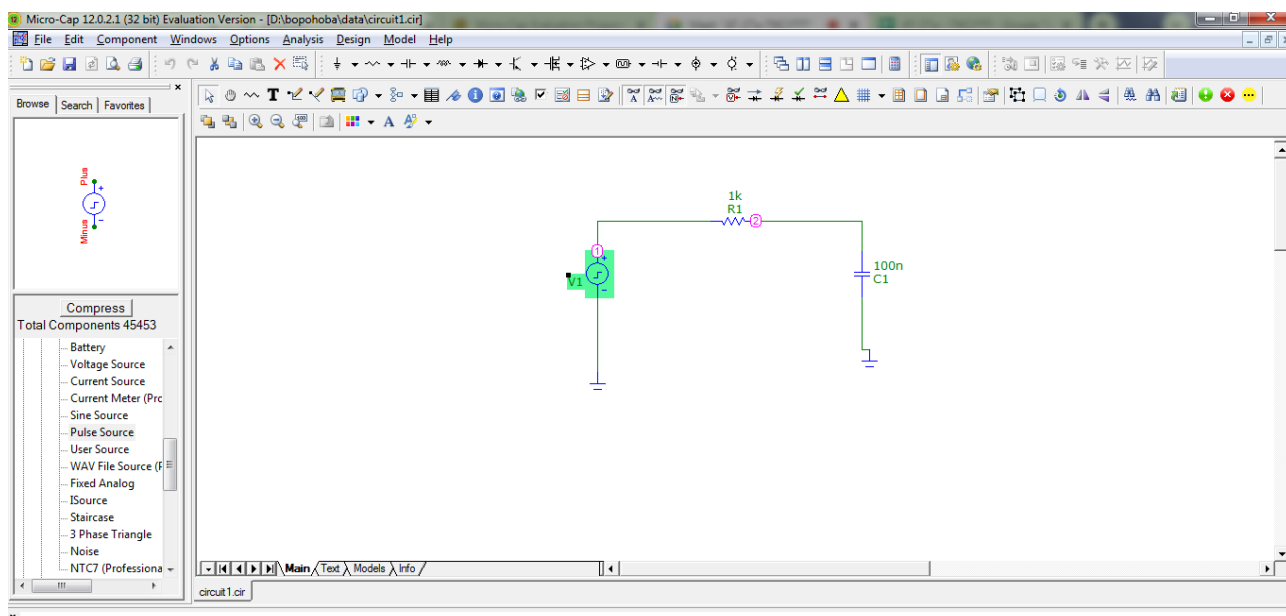 Micro-Cap 12.0.2.1 (32 bit) Evaluation Version - [D:\bopohoba\data\circuit1.cir]
File Edit Component Windows Options Analysis Design Model Help
Browse Search Favorites
T
A
Plus
Minus
1k
R1
2
1
V1
100n
C1
Compress
Total Components 45453
Battery
Voltage Source
Current Source
Current Meter (Prc
Sine Source
Pulse Source
User Source
WAV File Source (F
Fixed Analog
ISource
Staircase
3 Phase Triangle
Noise
NTC7 (Professiona
Main Text Models Info
circuit1.cir